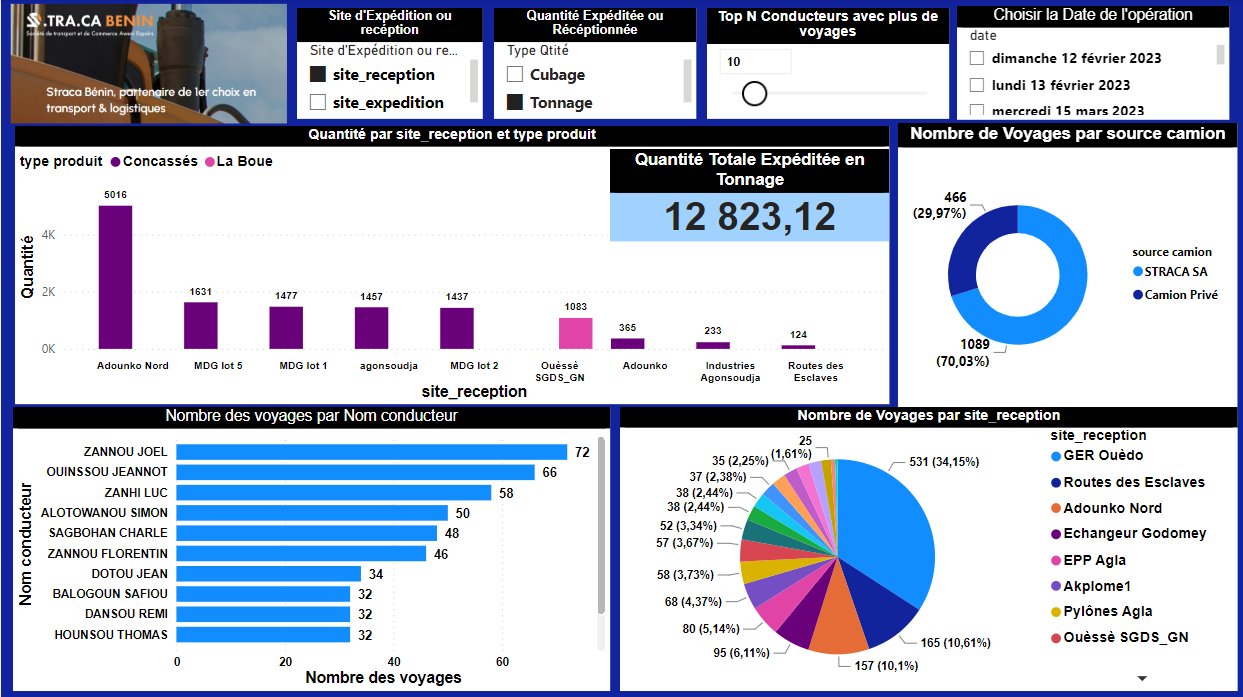 S.TRA.CA BENIN
Société de transport et de Commerce Awani Espoirs
Straca Bénin, partenaire de 1er choix en
transport & logistiques
Site d'Expédition ou
recéption
Site d'Expédition ou re...
site_reception
site_expedition
Quantité Expéditée ou
Récéptionnée
Type Qtité
Cubage
Tonnage
Top N Conducteurs avec plus de
voyages
10
Choisir la Date de l'opération
date
dimanche 12 février 2023
lundi 13 février 2023
mercredi 15 mars 2023
Quantité par site_reception et type produit
type produit
Concassés
La Boue
Quantité Totale Expéditée en
Tonnage
12 823,12
Quantité
4K
2K
0K
5016
1631
1477
1457
1437
1083
365
233
124
Adounko Nord
MDG lot 5
MDG lot 1
agonsoudja
MDG lot 2
Ouèssè
SGDS_GN
Adounko
Industries
Agonsoudja
Routes des
Esclaves
site_reception
Nombre de Voyages par source camion
466
(29,97%)
1089
(70,03%)
source camion
STRACA SA
Camion Privé
Nombre des voyages par Nom conducteur
Nom conducteur
ZANNOU JOEL 72
OUINSSOU JEANNOT 66
ZANHI LUC 58
ALOTOWANOU SIMON 50
SAGBOHAN CHARLE 48
ZANNOU FLORENTIN 46
DOTOU JEAN 34
BALOGOUN SAFIOU 32
DANSOU REMI 32
HOUNSOU THOMAS 32
0 20 40 60
Nombre des voyages
Nombre de Voyages par site_reception
25
(1,61%)
35 (2,25%)
37 (2,38%)
38 (2,44%)
38 (2,44%)
52 (3,34%)
57 (3,67%)
58 (3,73%)
68 (4,37%)
80 (5,14%)
95 (6,11%)
157 (10,1%)
165 (10,61%)
531 (34,15%)
site_reception
GER Ouèdo
Routes des Esclaves
Adounko Nord
Echangeur Godomey
EPP Agla
Akplome1
Pylônes Agla
Ouèssè SGDS_GN